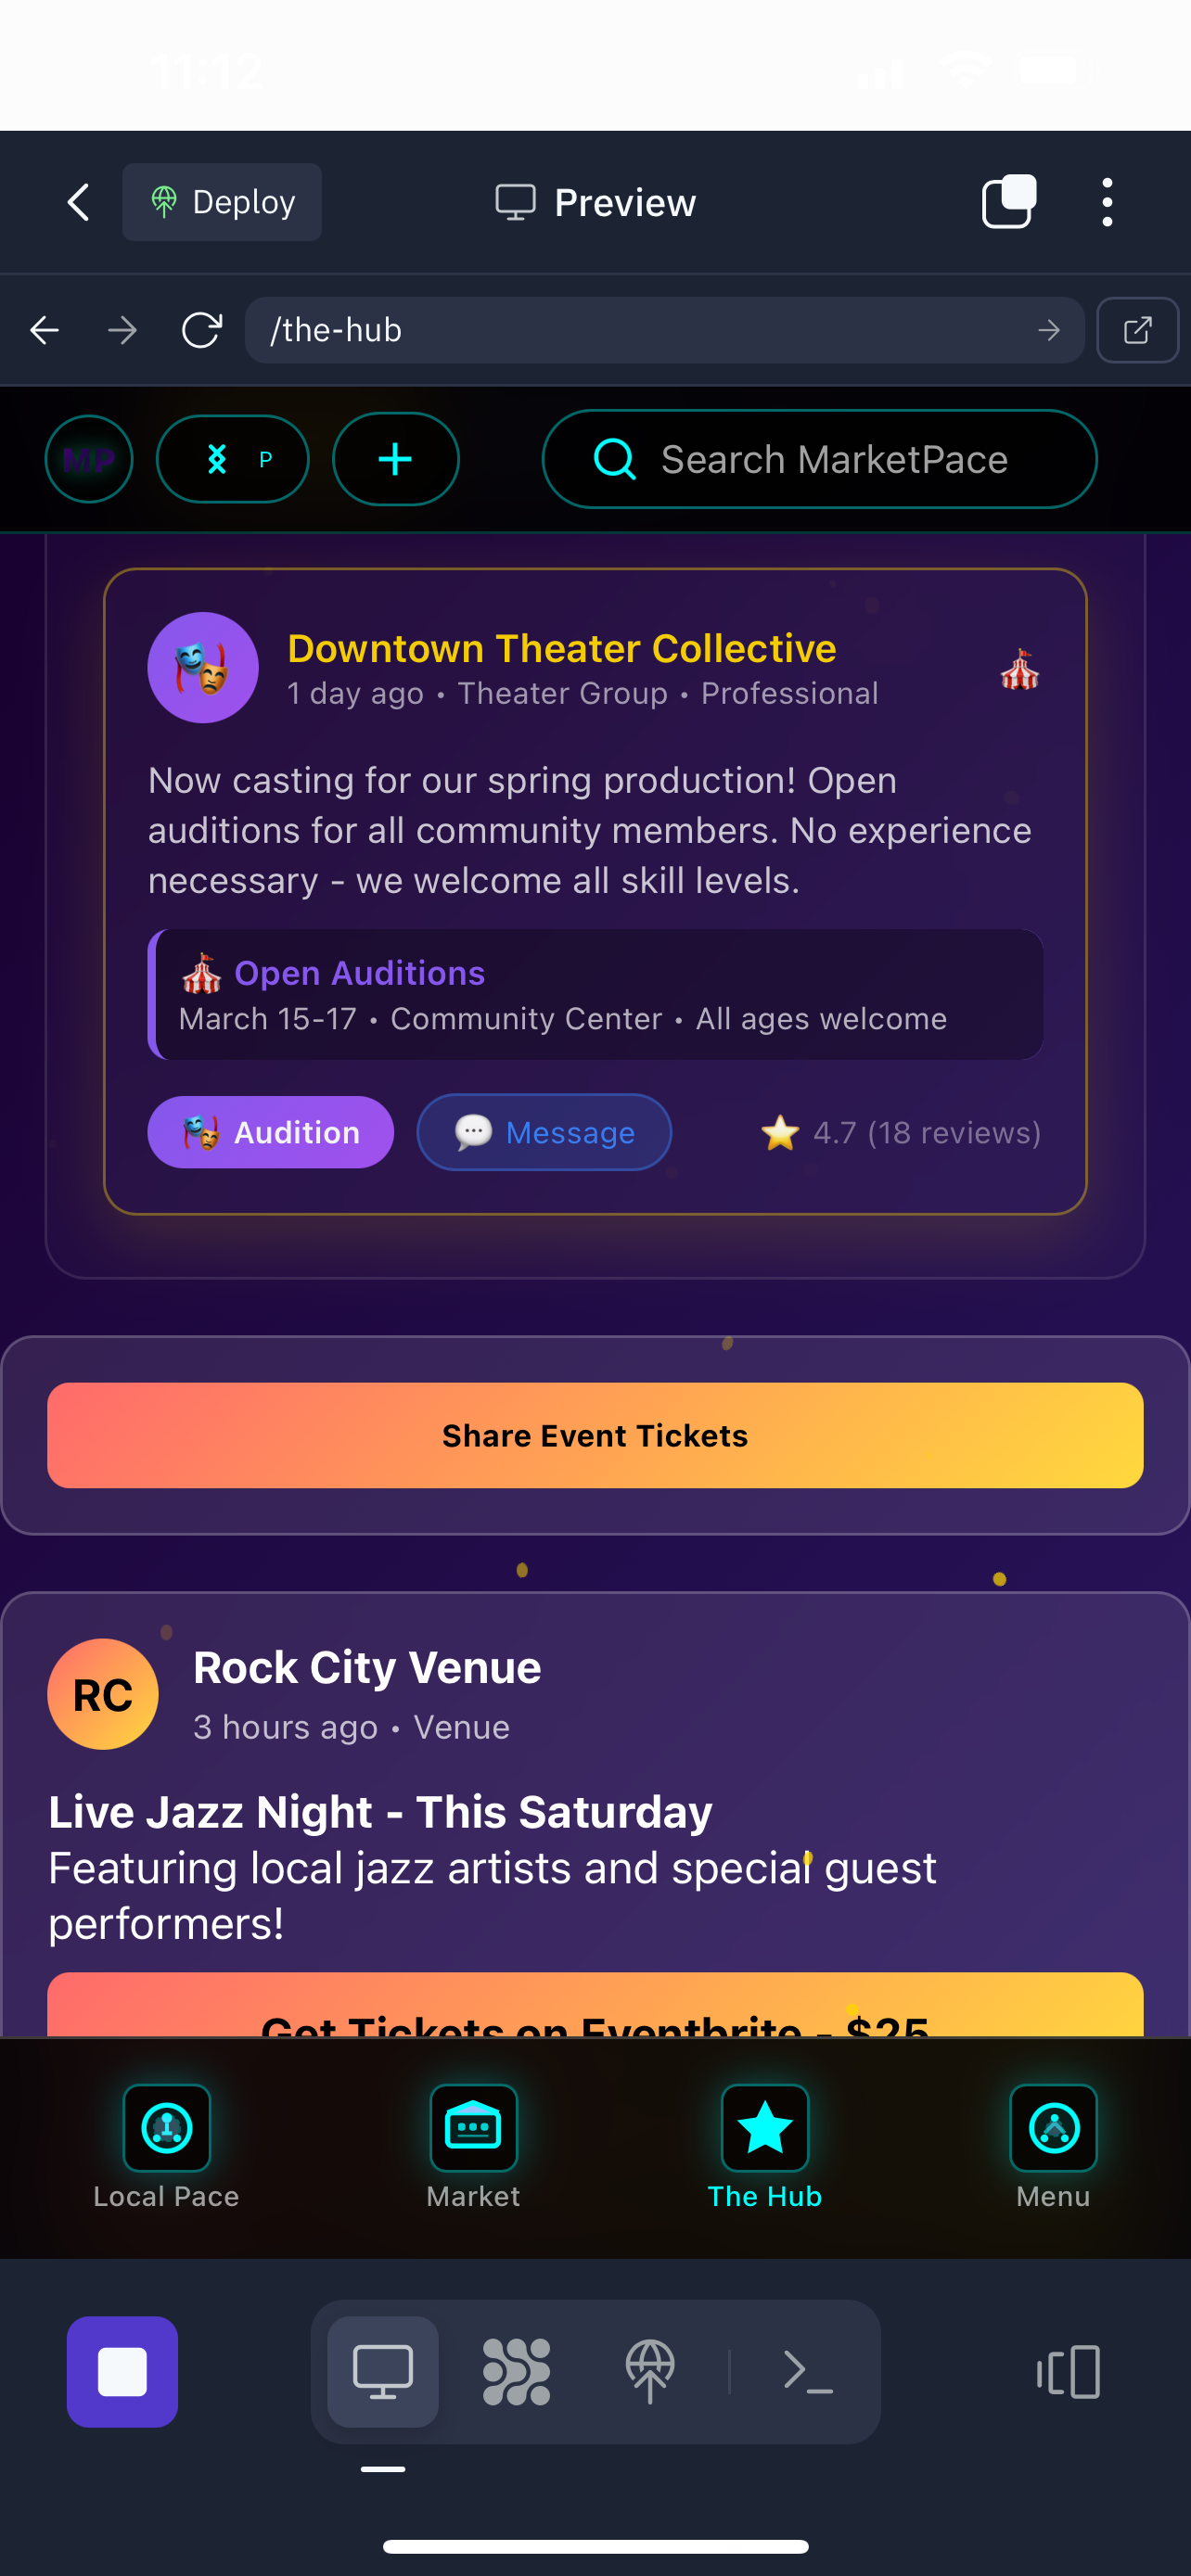 11:12
Deploy
Preview
/the-hub
MP
P
+
Search MarketPace
Downtown Theater Collective
1 day ago • Theater Group • Professional
Now casting for our spring production! Open
auditions for all community members. No experience
necessary - we welcome all skill levels.
Open Auditions
March 15-17 • Community Center • All ages welcome
Audition
Message
4.7 (18 reviews)
Share Event Tickets
RC
Rock City Venue
3 hours ago • Venue
Live Jazz Night - This Saturday
Featuring local jazz artists and special guest
performers!
Get Tickets on Eventbrite - $25
Local Pace
Market
The Hub
Menu